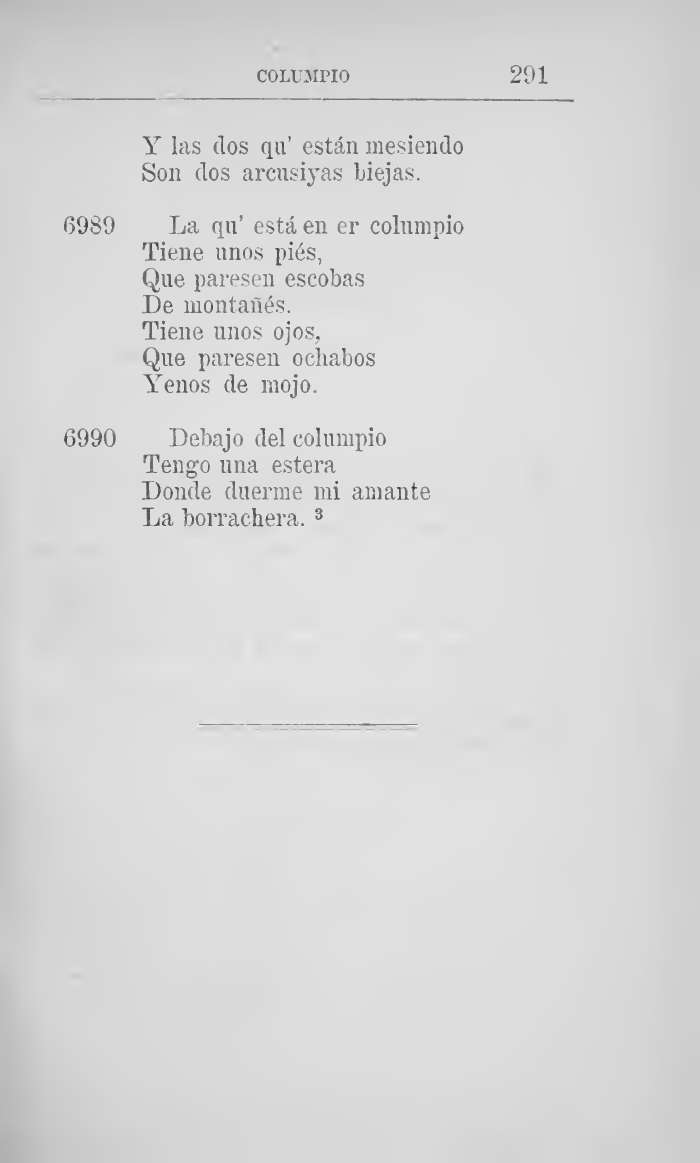 COLUMPIO 291
Y las dos qu' están mesiendo
Son dos arcusiyas biejas.
6989 La qu' está en er columpio
Tiene unos piés,
Que paresen escobas
De montañés.
Tiene unos ojos,
Que paresen ochabos
Yenos de mojo.
6990 Debajo del columpio
Tengo una estera
Donde duerme mi amante
La borrachera. ³